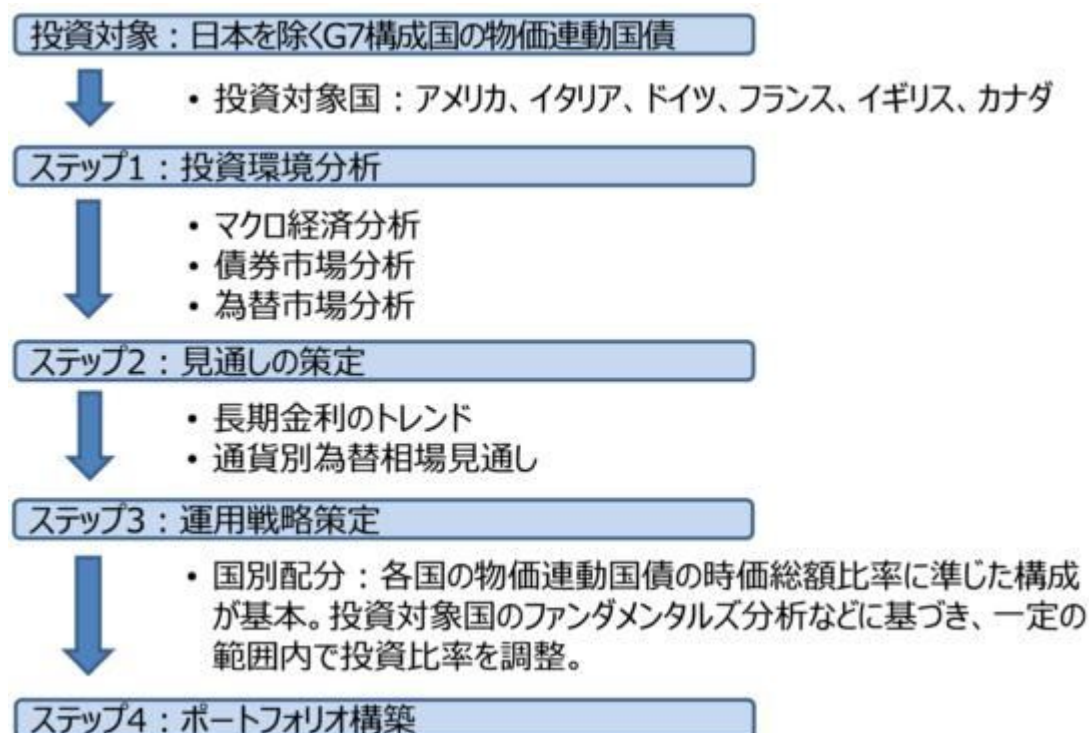 投資対象：日本を除くG7構成国の物価連動国債
・投資対象国：アメリカ、イタリア、ドイツ、フランス、イギリス、カナダ
ステップ1：投資環境分析
・マクロ経済分析
・債券市場分析
・為替市場分析
ステップ2：見通しの策定
・長期金利のトレンド
・通貨別為替相場見通し
ステップ3：運用戦略策定
・国別配分：各国の物価連動国債の時価総額比率に準じた構成
が基本。投資対象国のファンダメンタルズ分析などに基づき、一定の
範囲内で投資比率を調整。
ステップ4：ポートフォリオ構築